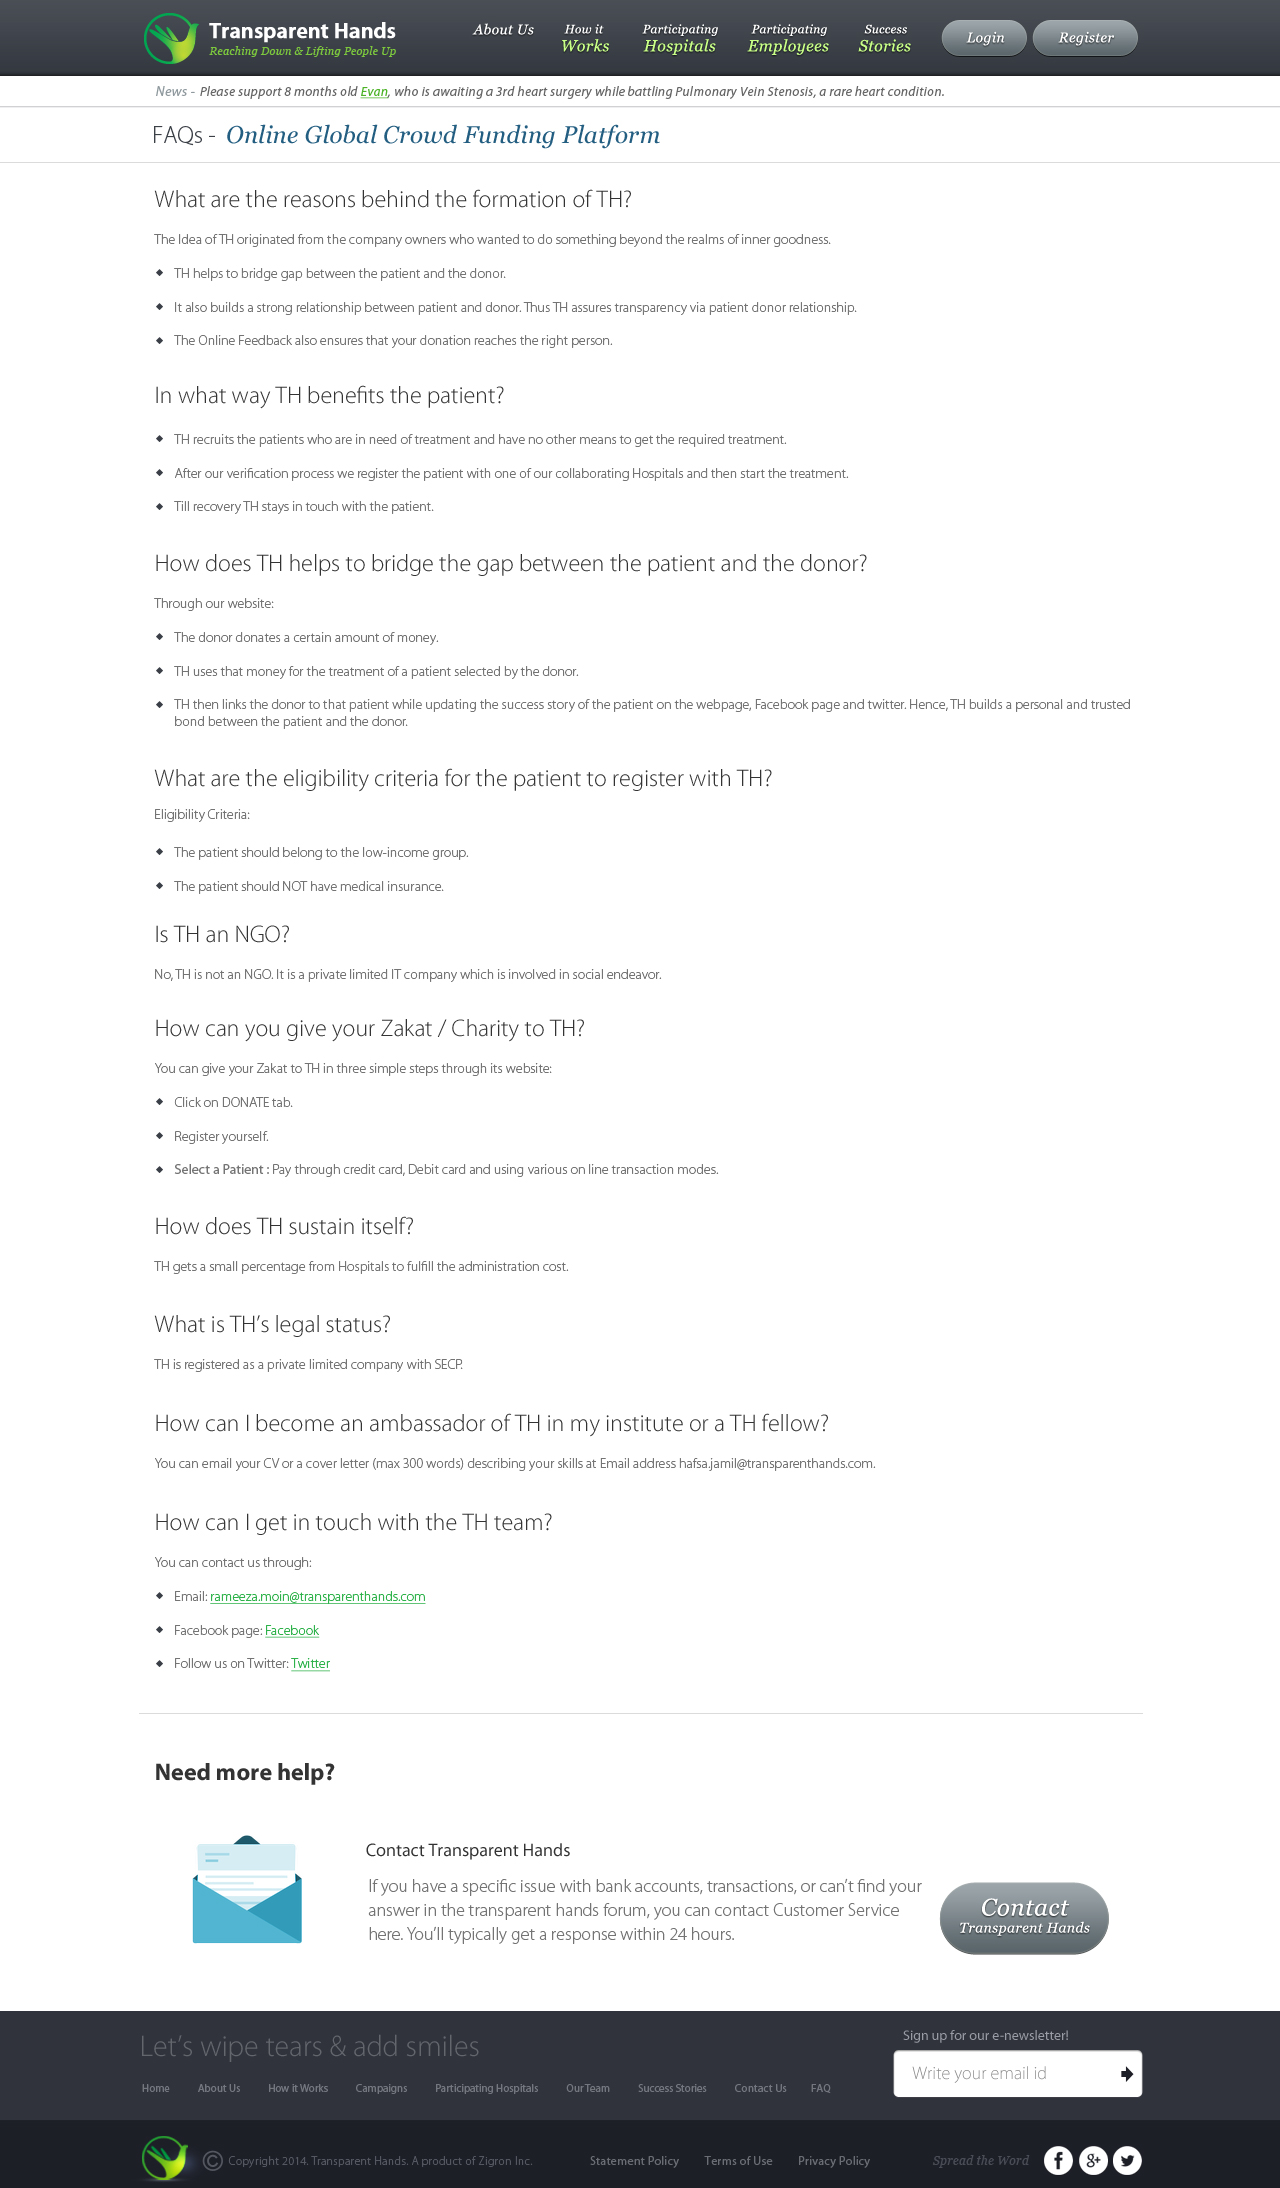 Transparent Hands
Reaching Down & Lifting People Up
About Us
How it
Works
Participating
Hospitals
Participating
Employees
Success
Stories
Login
Register
News - Please support 8 months old Evan, who is awaiting a 3rd heart surgery while battling Pulmonary Vein Stenosis, a rare heart condition.
FAQs - Online Global Crowd Funding Platform
What are the reasons behind the formation of TH?
The Idea of TH originated from the company owners who wanted to do something beyond the realms of inner goodness.
TH helps to bridge gap between the patient and the donor.
It also builds a strong relationship between patient and donor. Thus TH assures transparency via patient donor relationship.
The Online Feedback also ensures that your donation reaches the right person.
In what way TH benefits the patient?
TH recruits the patients who are in need of treatment and have no other means to get the required treatment.
After our verification process we register the patient with one of our collaborating Hospitals and then start the treatment.
Till recovery TH stays in touch with the patient.
How does TH helps to bridge the gap between the patient and the donor?
Through our website:
The donor donates a certain amount of money.
TH uses that money for the treatment of a patient selected by the donor.
TH then links the donor to that patient while updating the success story of the patient on the webpage, Facebook page and twitter. Hence, TH builds a personal and trusted
bond between the patient and the donor.
What are the eligibility criteria for the patient to register with TH?
Eligibility Criteria:
The patient should belong to the low-income group.
The patient should NOT have medical insurance.
Is TH an NGO?
No, TH is not an NGO. It is a private limited IT company which is involved in social endeavor.
How can you give your Zakat / Charity to TH?
You can give your Zakat to TH in three simple steps through its website:
Click on DONATE tab.
Register yourself.
Select a Patient : Pay through credit card, Debit card and using various on line transaction modes.
How does TH sustain itself?
TH gets a small percentage from Hospitals to fulfill the administration cost.
What is TH's legal status?
TH is registered as a private limited company with SECP.
How can I become an ambassador of TH in my institute or a TH fellow?
You can email your CV or a cover letter (max 300 words) describing your skills at Email address hafsa.jamil@transparenthands.com.
How can I get in touch with the TH team?
You can contact us through:
Email: rameeza.moin@transparenthands.com
Facebook page: Facebook
Follow us on Twitter: Twitter
Need more help?
Contact Transparent Hands
If you have a specific issue with bank accounts, transactions, or can't find your
answer in the transparent hands forum, you can contact Customer Service
here. You'll typically get a response within 24 hours.
Contact
Transparent Hands
Let's wipe tears & add smiles
Sign up for our e-newsletter!
Write your email id
Home
About Us
How it Works
Campaigns
Participating Hospitals
Our Team
Success Stories
Contact Us
FAQ
© Copyright 2014. Transparent Hands. A product of Zigron Inc.
Statement Policy
Terms of Use
Privacy Policy
Spread the Word